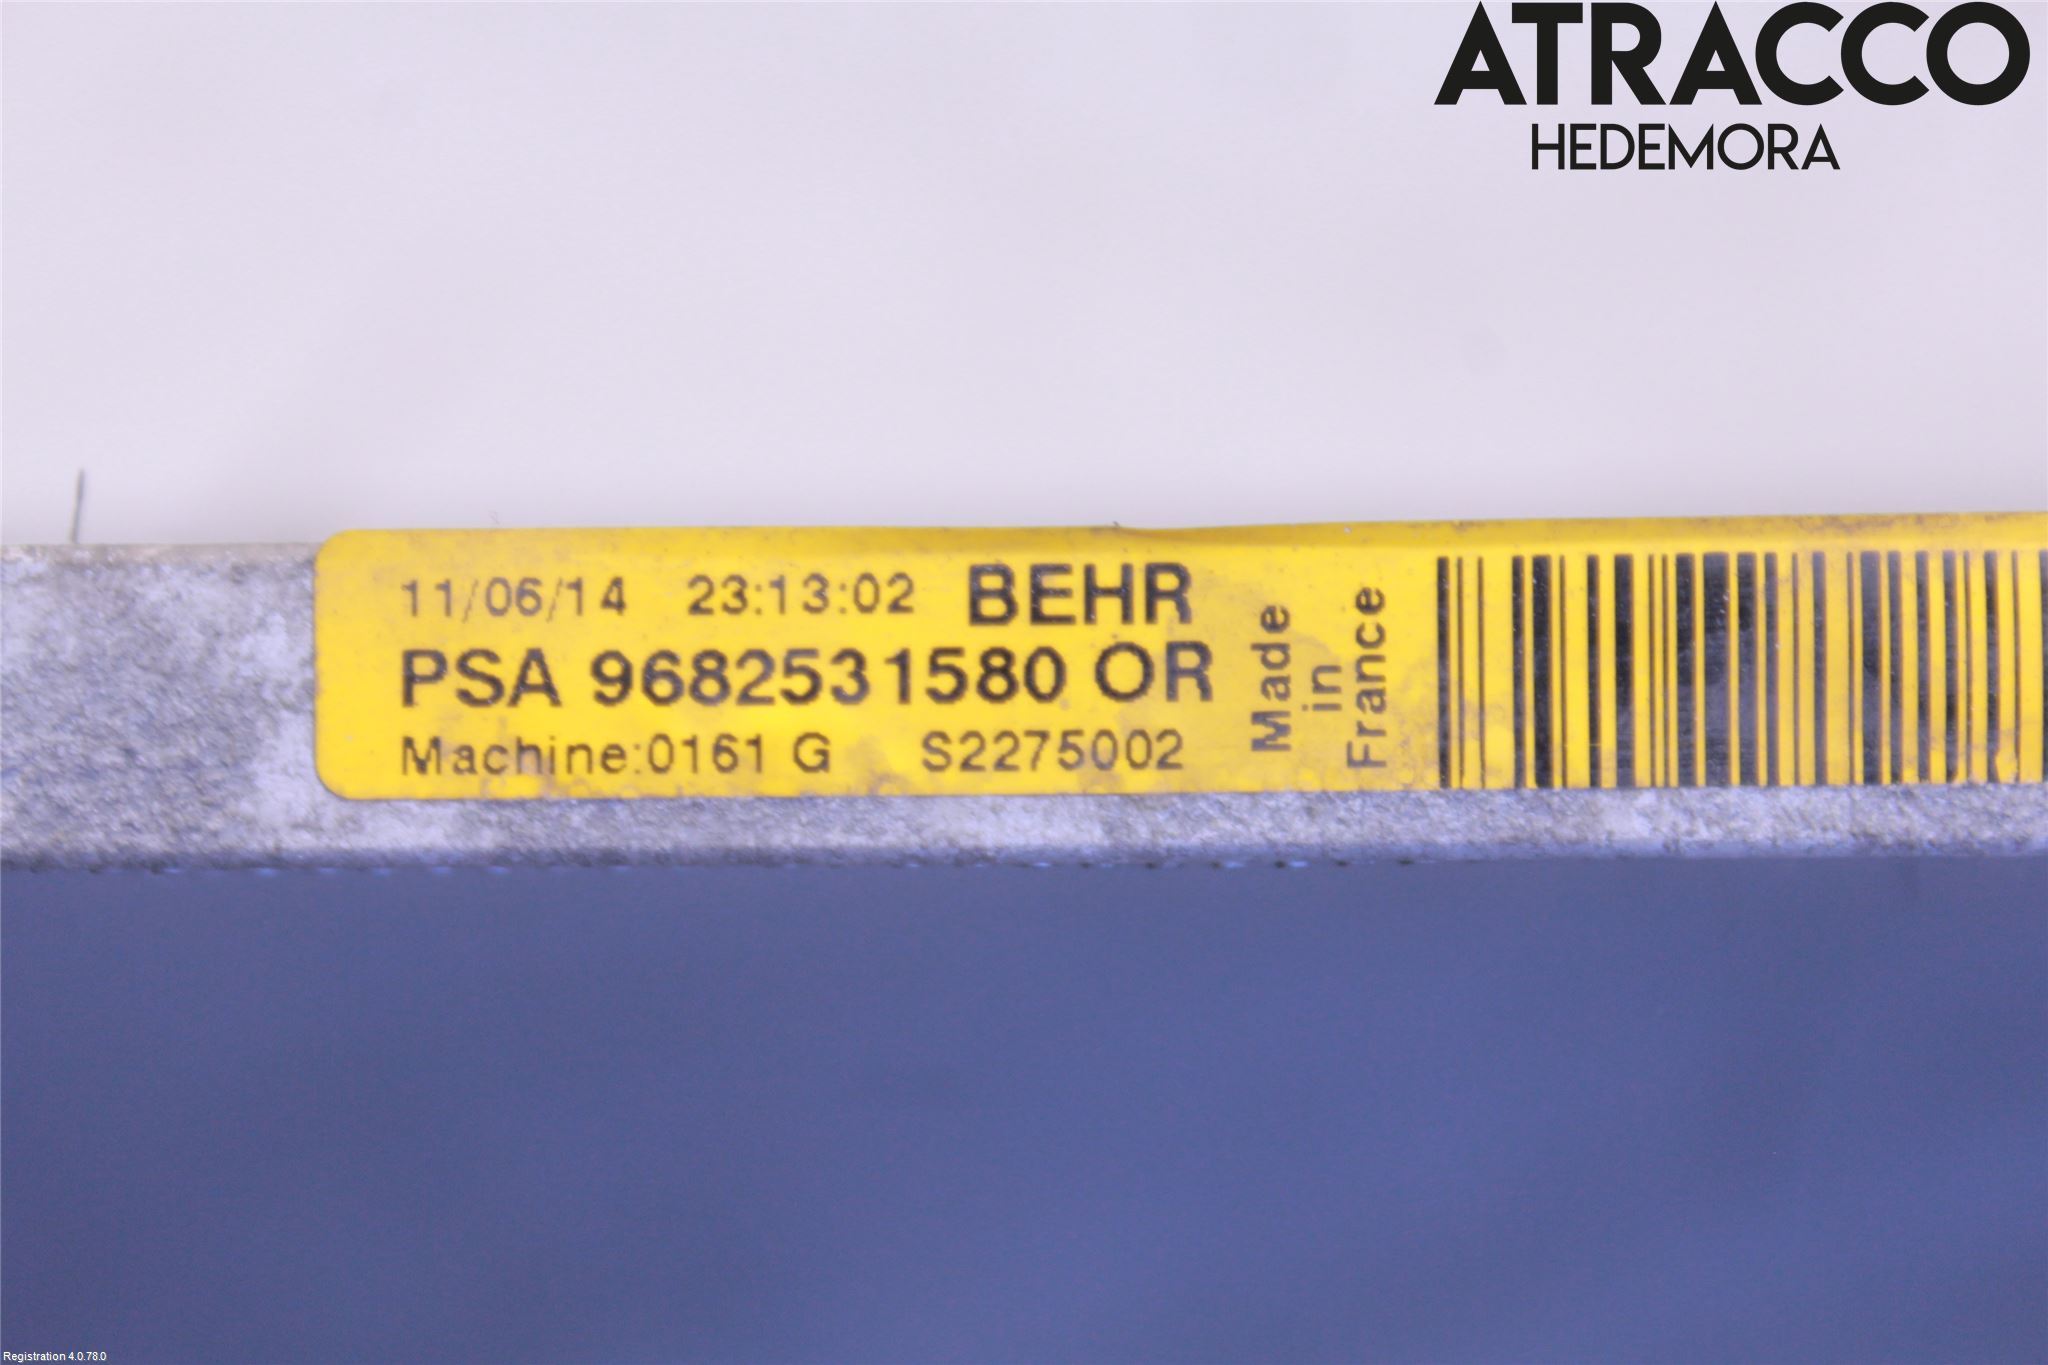 ATRACCO
HEDEMORA
11/06/14 23:13:02 BEHR
PSA 9682531580 OR
Machine:0161 G S2275002
Made
in
France
Registration 4.0.78.0